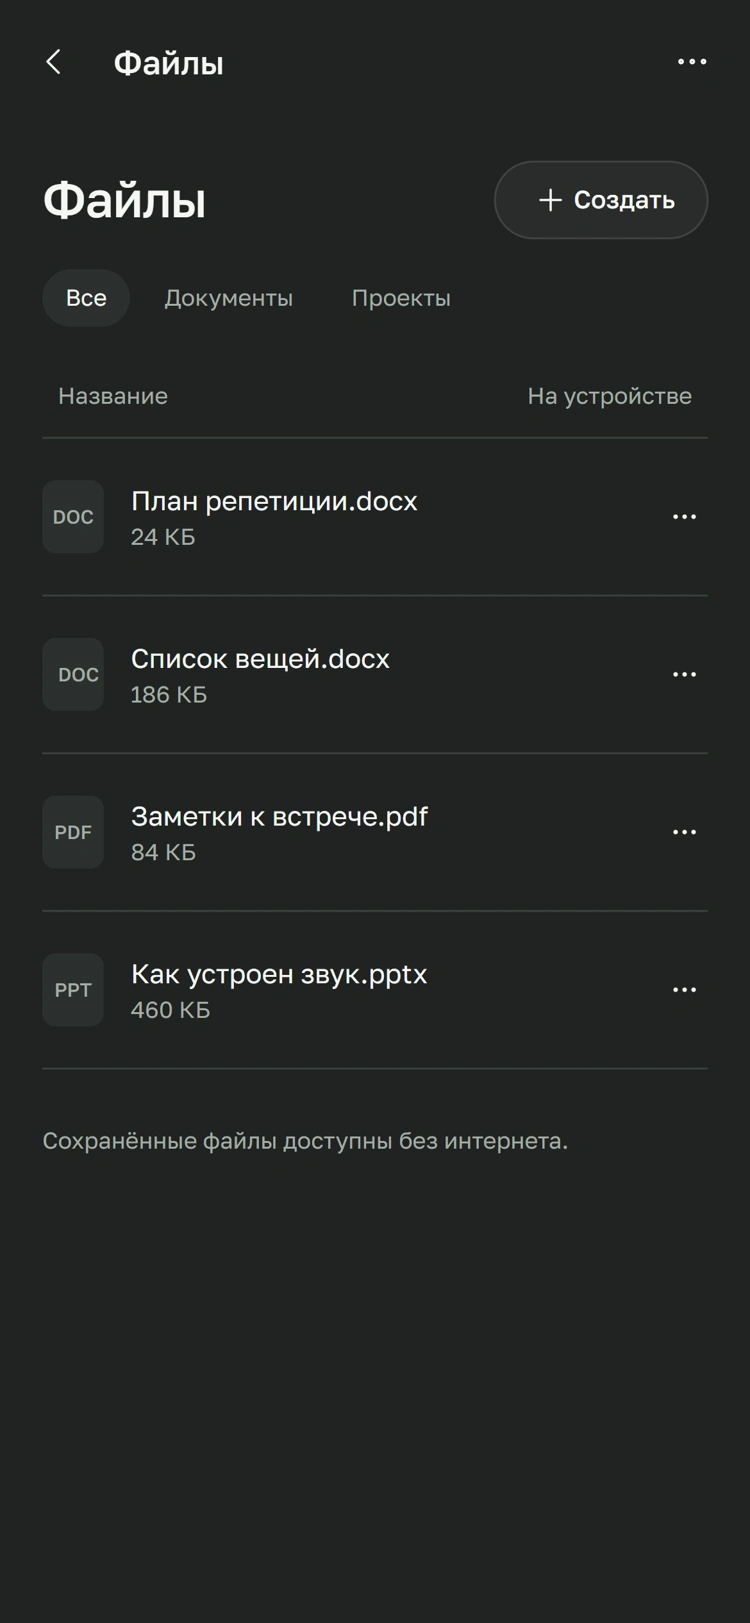 Файлы
Файлы
+ Создать
Все Документы Проекты
Название На устройстве
DOC План репетиции.docx
24 КБ
DOC Список вещей.docx
186 КБ
PDF Заметки к встрече.pdf
84 КБ
PPT Как устроен звук.pptx
460 КБ
Сохранённые файлы доступны без интернета.